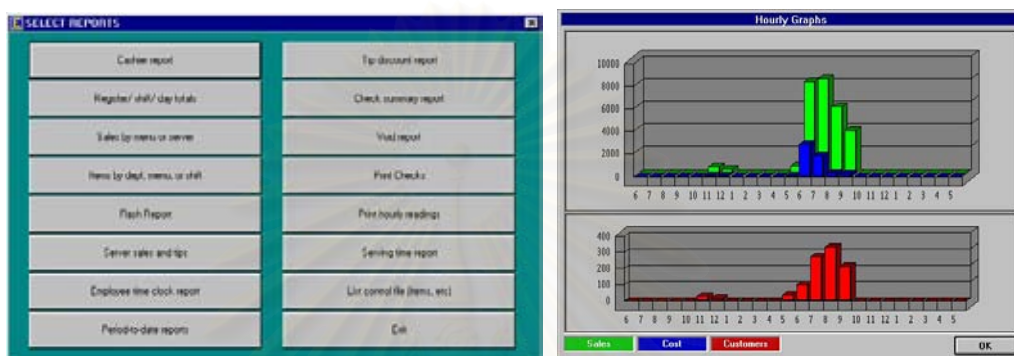 SELECT REPORTS
Cashier report
Tip discount report
Register/ shift/ day totals
Check summary report
Sales by menu or server
Void report
Items by dept, menu, or shift
Print Checks
Flash Report
Print hourly readings
Server sales and tips
Serving time report
Employee time clock report
List control file (items, etc)
Period-to-date reports
Exit
Hourly Graphs
10000
8000
6000
4000
2000
0
6 7 8 9 10 11 12 1 2 3 4 5 6 7 8 9 10 11 12 1 2 3 4 5
400
300
200
100
0
6 7 8 9 10 11 12 1 2 3 4 5 6 7 8 9 10 11 12 1 2 3 4 5
Sales Cost Customers OK